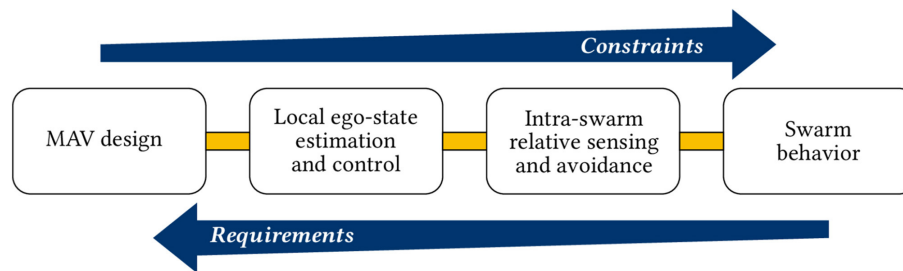 Constraints
MAV design
Local ego-state
estimation
and control
Intra-swarm
relative sensing
and avoidance
Swarm
behavior
Requirements